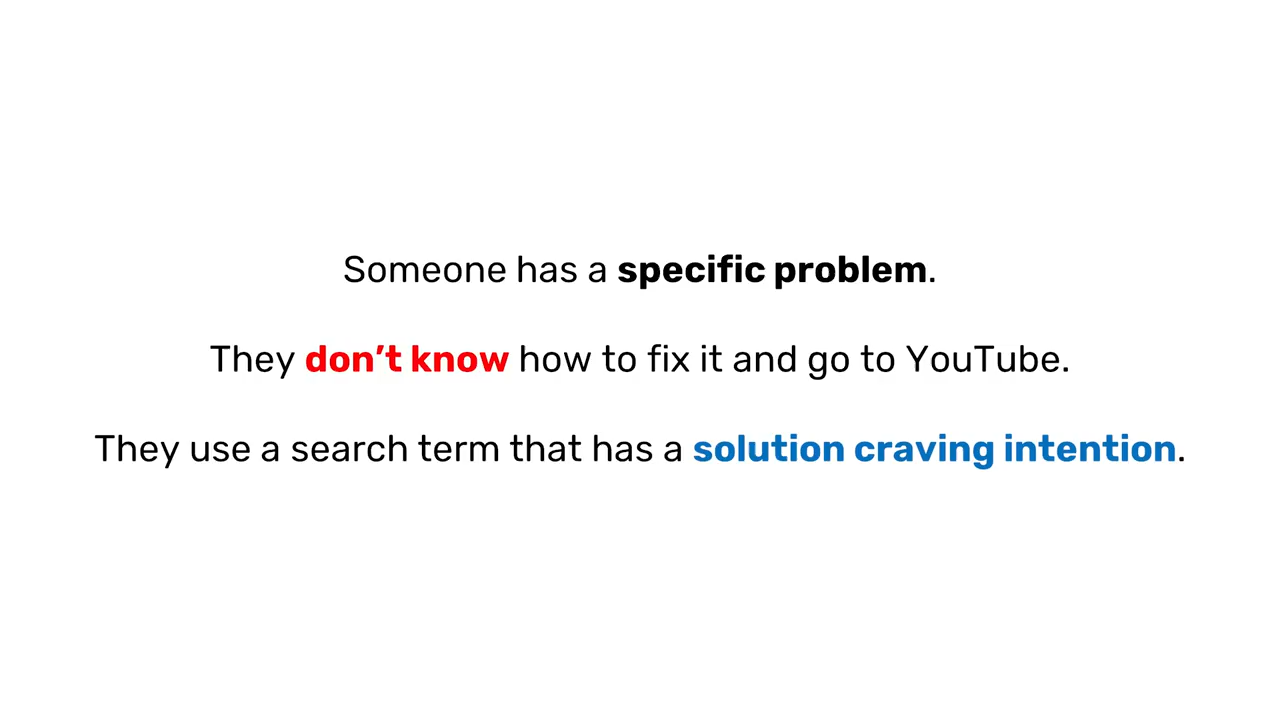 Someone has a specific problem.
They don’t know how to fix it and go to YouTube.
They use a search term that has a solution craving intention.